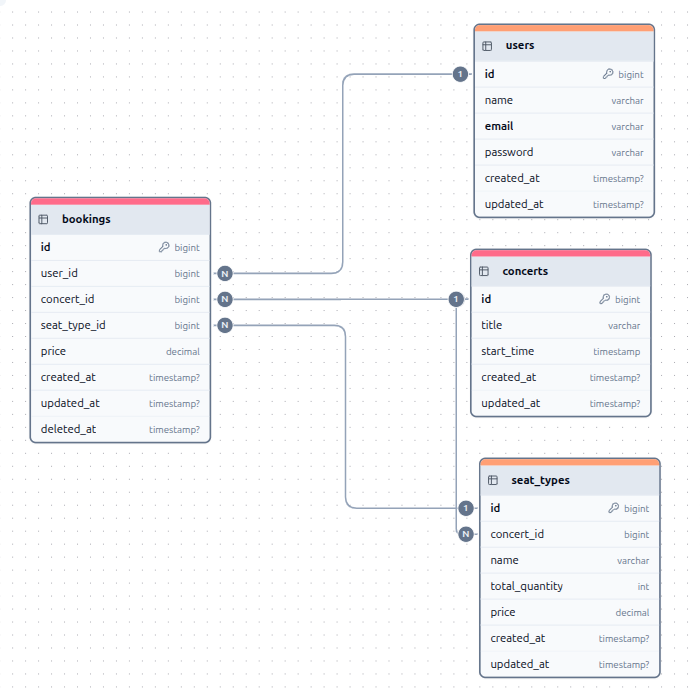 users
id bigint
name varchar
email varchar
password varchar
created_at timestamp?
updated_at timestamp?
1
bookings
id bigint
user_id bigint
concert_id bigint
seat_type_id bigint
price decimal
created_at timestamp?
updated_at timestamp?
deleted_at timestamp?
N
N
N
concerts
id bigint
title varchar
start_time timestamp
created_at timestamp?
updated_at timestamp?
1
seat_types
id bigint
concert_id bigint
name varchar
total_quantity int
price decimal
created_at timestamp?
updated_at timestamp?
1
N